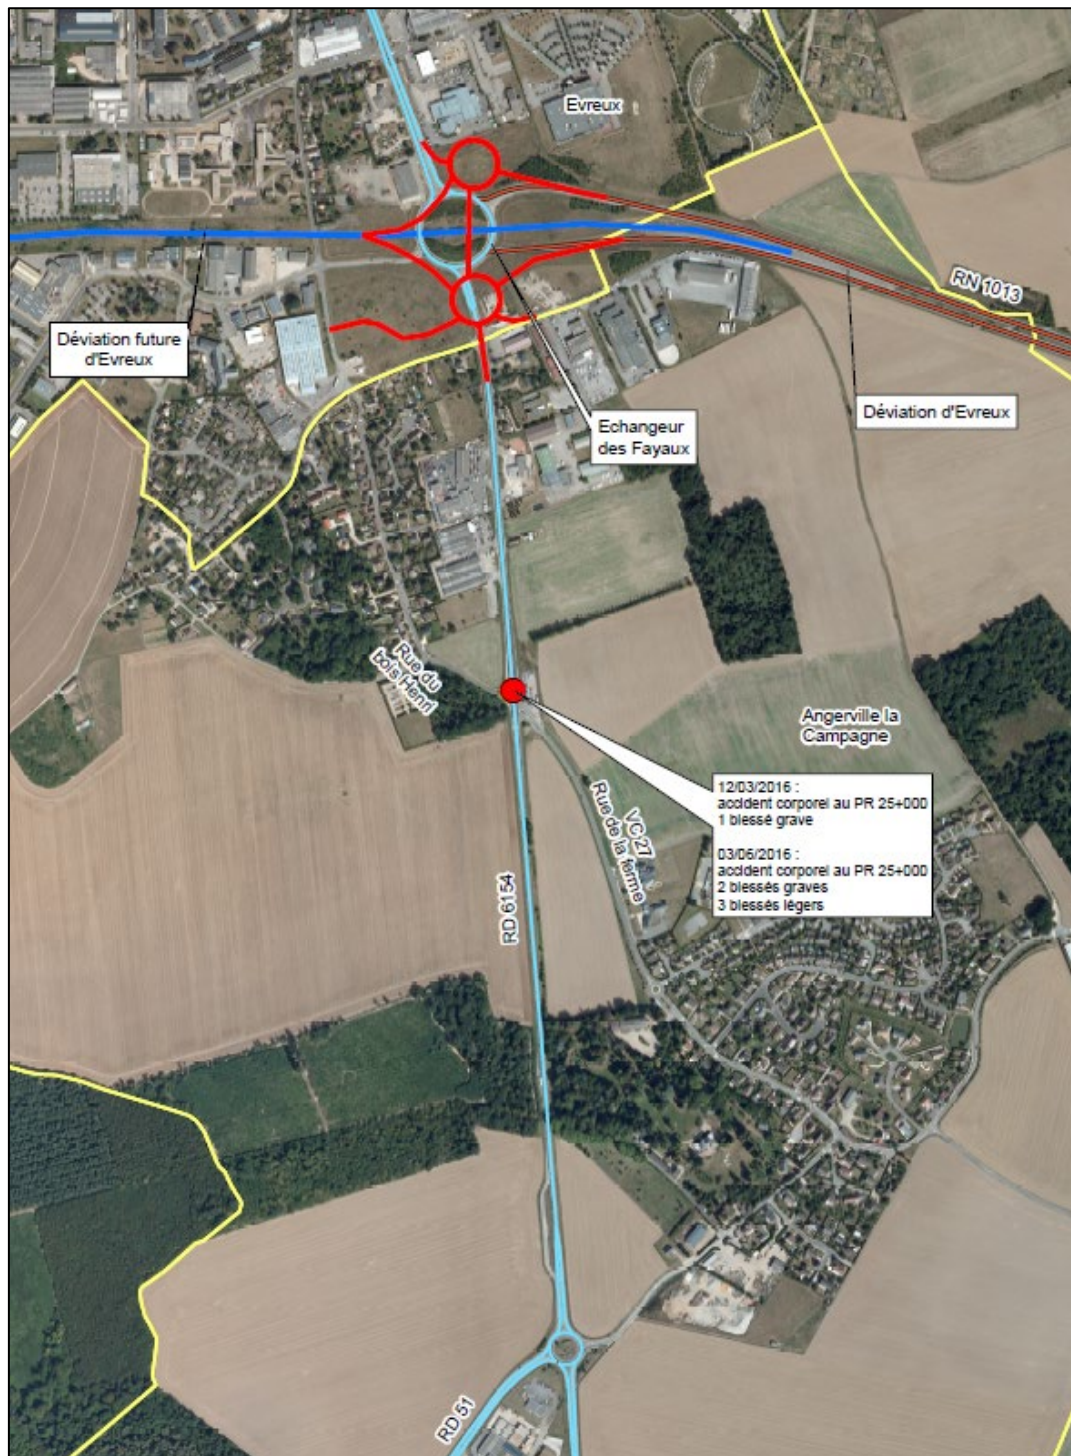 Evreux
RN 1013
Déviation future
d'Evreux
Déviation d'Evreux
Echangeur
des Fayaux
Rue du
bois Henri
Angerville la
Campagne
12/03/2016 :
accident corporel au PR 25+000
1 blessé grave
03/06/2016 :
accident corporel au PR 25+000
2 blessés graves
3 blessés légers
VC 27
Rue de la ferme
RD 6154
RD 51